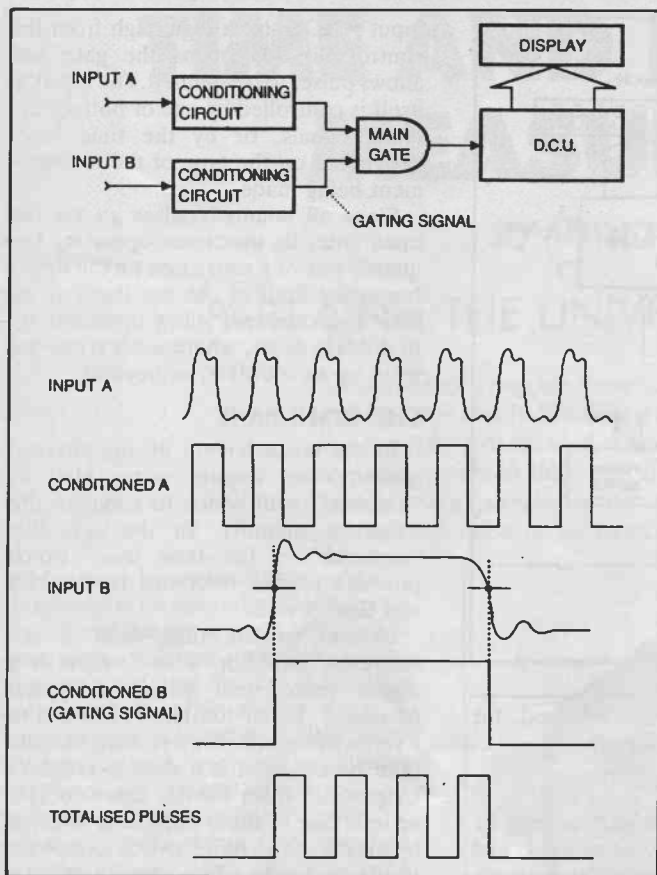 DISPLAY
INPUT A
CONDITIONING
CIRCUIT
MAIN
GATE
D.C.U.
INPUT B
CONDITIONING
CIRCUIT
GATING SIGNAL
INPUT A
CONDITIONED A
INPUT B
CONDITIONED B
(GATING SIGNAL)
TOTALISED PULSES